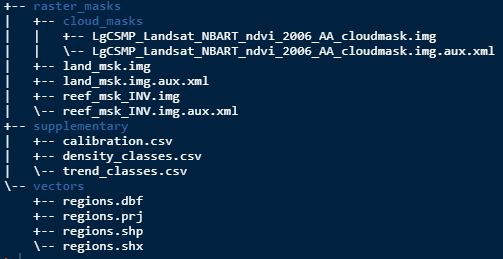 +-- raster_masks
|   +-- cloud_masks
|   |   +-- LgCSMP_Landsat_NBART_ndvi_2006_AA_cloudmask.img
|   |   \-- LgCSMP_Landsat_NBART_ndvi_2006_AA_cloudmask.img.aux.xml
|   +-- land_msk.img
|   +-- land_msk.img.aux.xml
|   +-- reef_msk_INV.img
|   \-- reef_msk_INV.img.aux.xml
+-- supplementary
|   +-- calibration.csv
|   +-- density_classes.csv
|   \-- trend_classes.csv
\-- vectors
    +-- regions.dbf
    +-- regions.prj
    +-- regions.shp
    \-- regions.shx